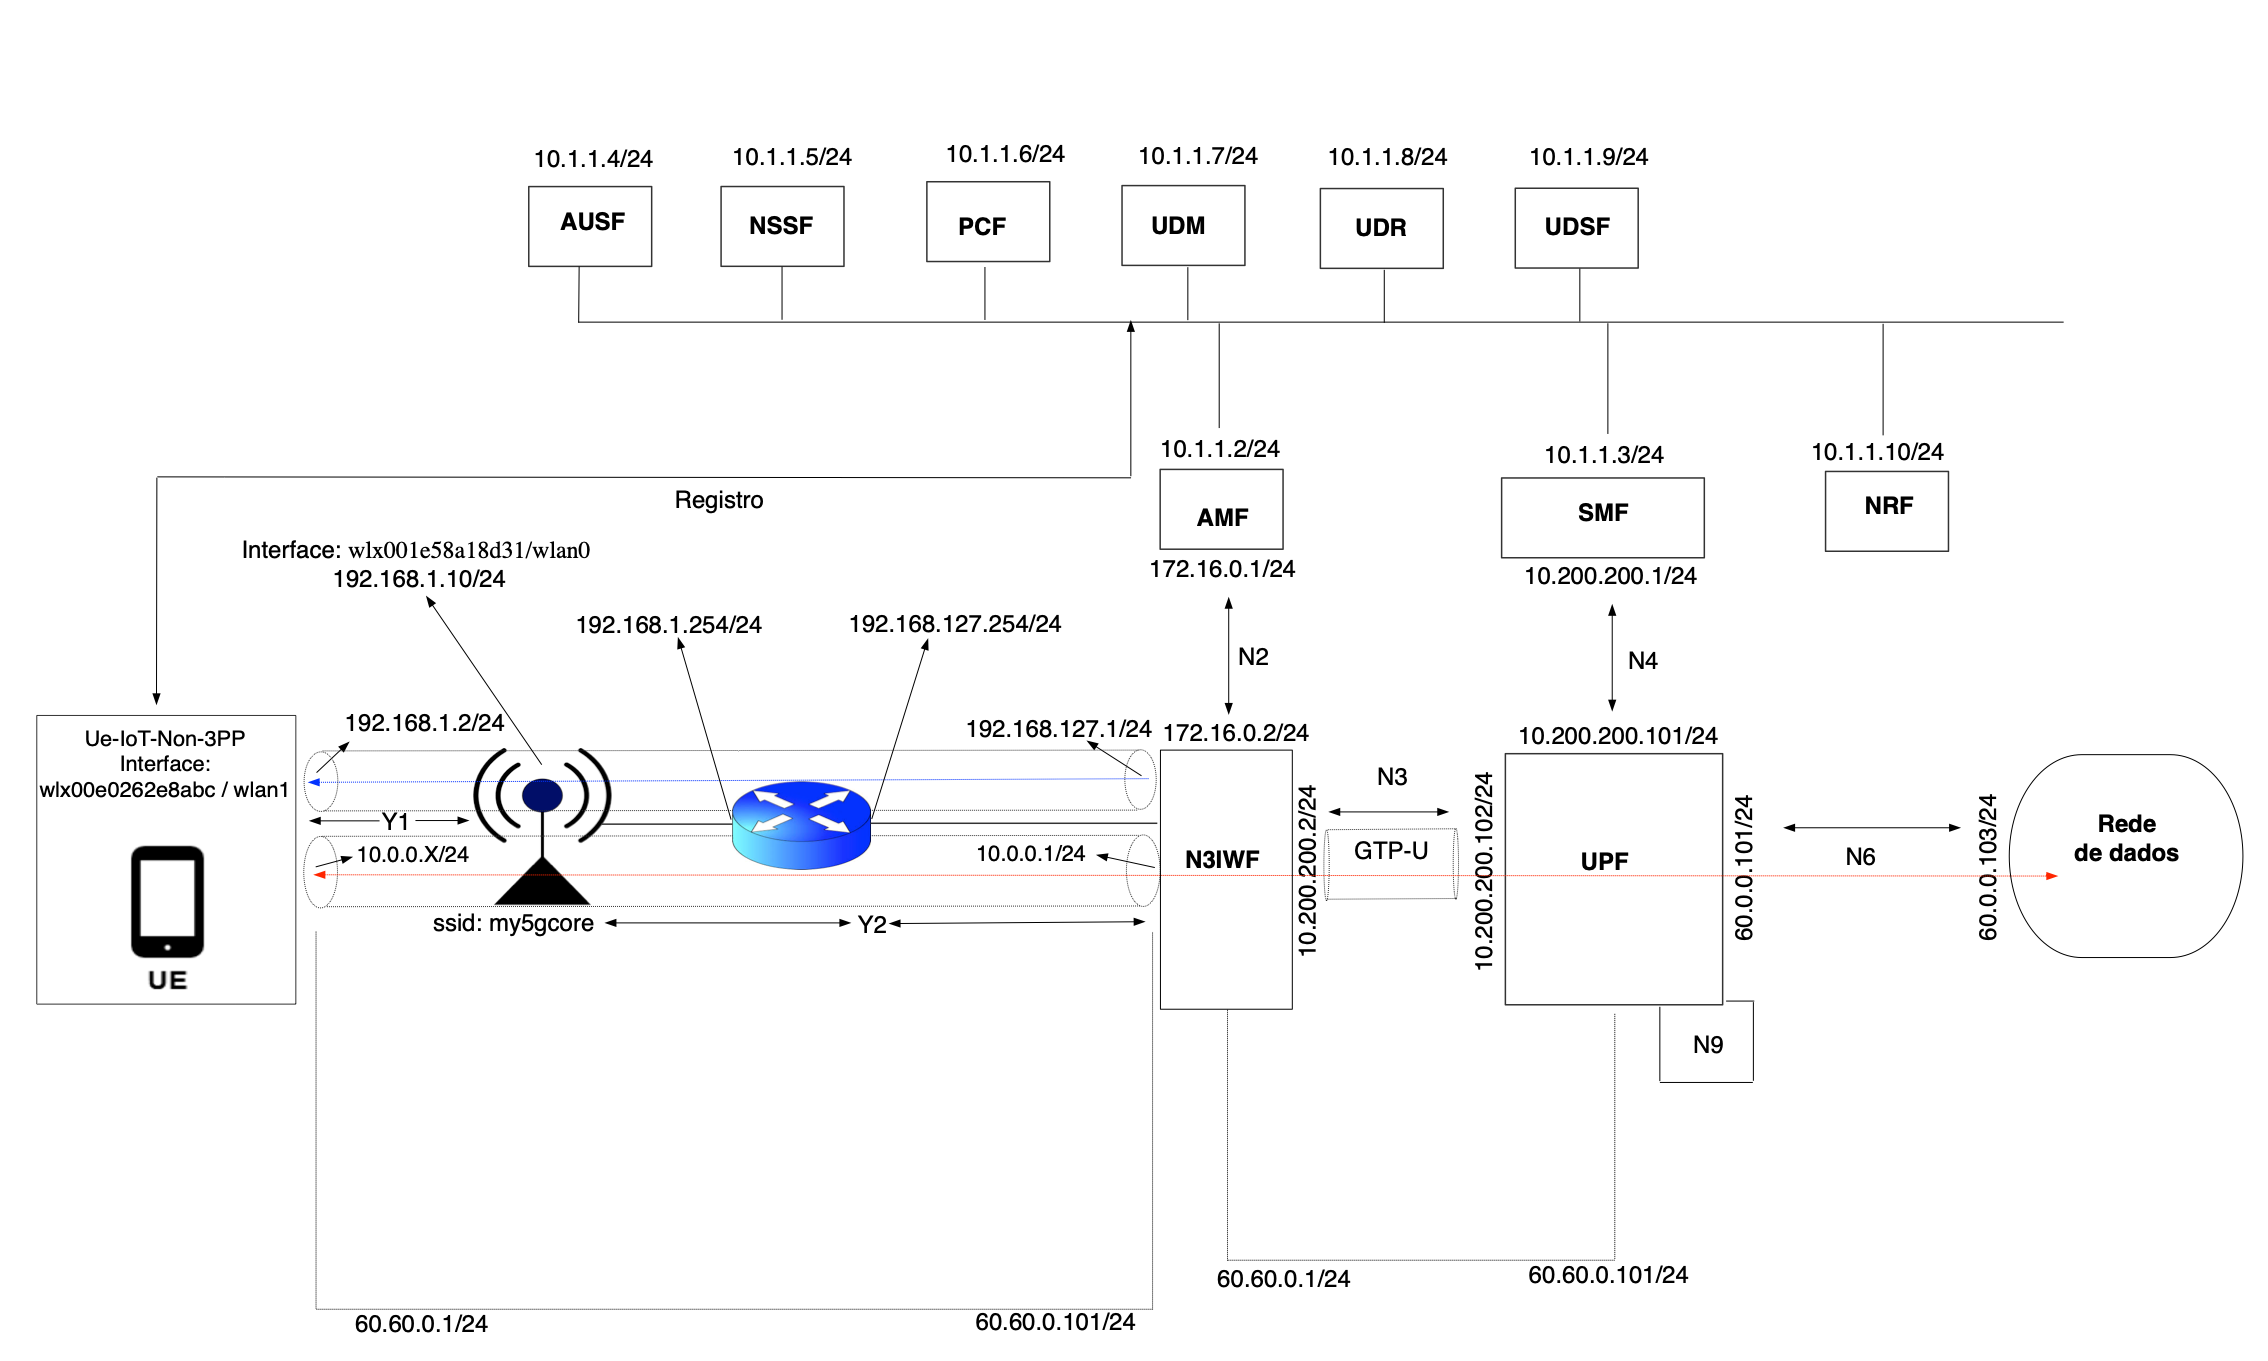 10.1.1.4/24
10.1.1.5/24
10.1.1.6/24
10.1.1.7/24
10.1.1.8/24
10.1.1.9/24
AUSF
NSSF
PCF
UDM
UDR
UDSF
10.1.1.2/24
10.1.1.3/24
10.1.1.10/24
AMF
SMF
NRF
Registro
172.16.0.1/24
10.200.200.1/24
Interface: wlx001e58a18d31/wlan0
192.168.1.10/24
192.168.1.254/24
192.168.127.254/24
N2
N4
192.168.1.2/24
192.168.127.1/24
172.16.0.2/24
10.200.200.101/24
Ue-IoT-Non-3PP
Interface:
wlx00e0262e8abc / wlan1
UE
Y1
10.0.0.X/24
10.0.0.1/24
ssid: my5gcore
Y2
N3IWF
10.200.200.2/24
N3
GTP-U
10.200.200.102/24
UPF
60.0.0.101/24
N6
60.0.0.103/24
Rede
de dados
N9
60.60.0.1/24
60.60.0.101/24
60.60.0.1/24
60.60.0.101/24